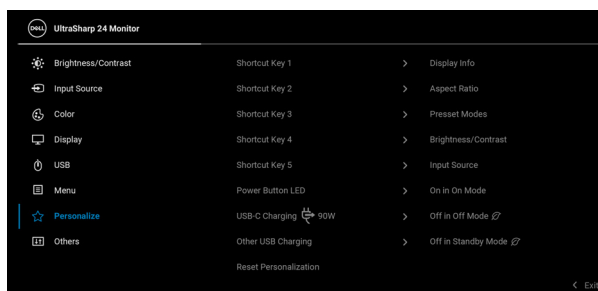 DELL UltraSharp 24 Monitor
Brightness/Contrast Shortcut Key 1 > Display Info
Input Source Shortcut Key 2 > Aspect Ratio
Color Shortcut Key 3 > Presset Modes
Display Shortcut Key 4 > Brightness/Contrast
USB Shortcut Key 5 > Input Source
Menu Power Button LED > On in On Mode
Personalize USB-C Charging 90W > Off in Off Mode
Others Other USB Charging > Off in Standby Mode
Reset Personalization
< Exit